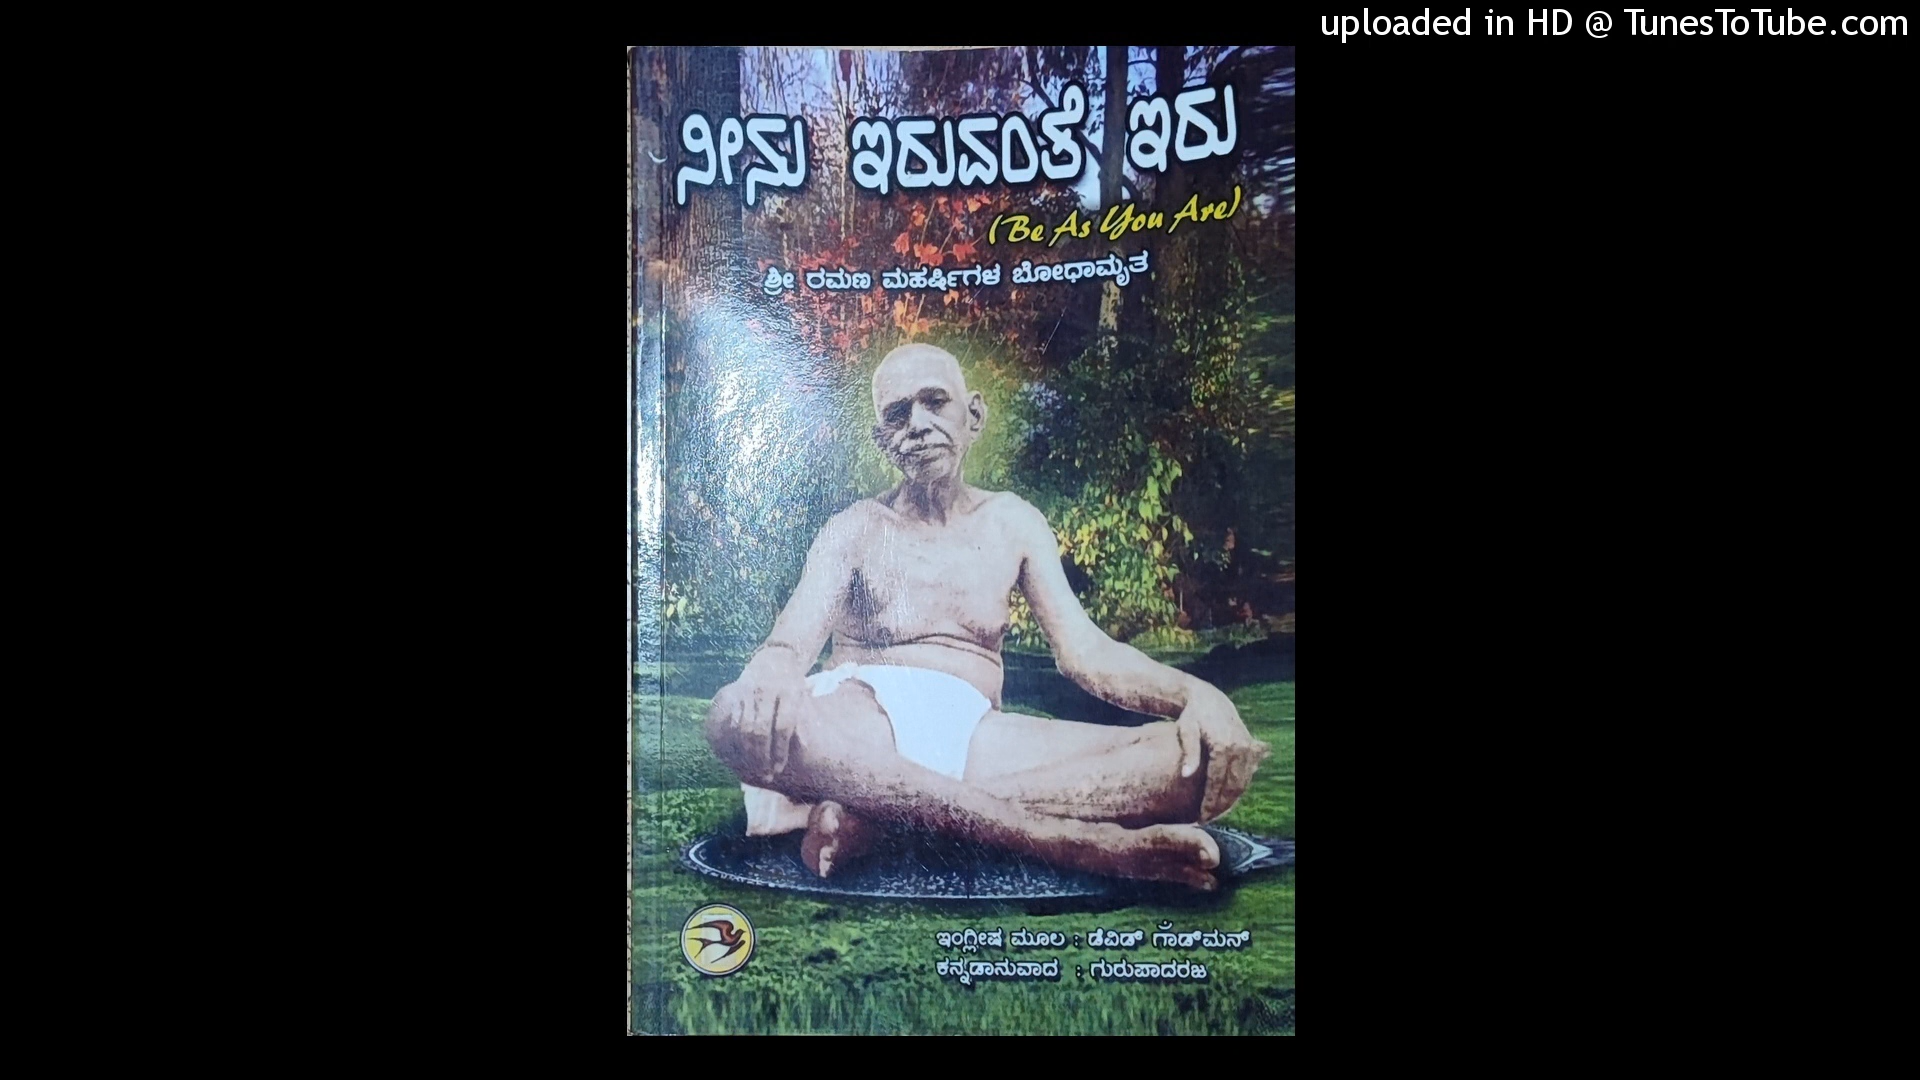 uploaded in HD @ TunesToTube.com
ನೀನು ಇರುವಂತೆ ಇರು
(Be As You Are)
ಶ್ರೀ ರಮಣ ಮಹರ್ಷಿಗಳ ಬೋಧಾಮೃತ
ಇಂಗ್ಲೀಷ ಮೂಲ : ಡೆವಿಡ್ ಗಾಡ್‌ಮನ್
ಕನ್ನಡಾನುವಾದ : ಗುರುಪಾದರಜ